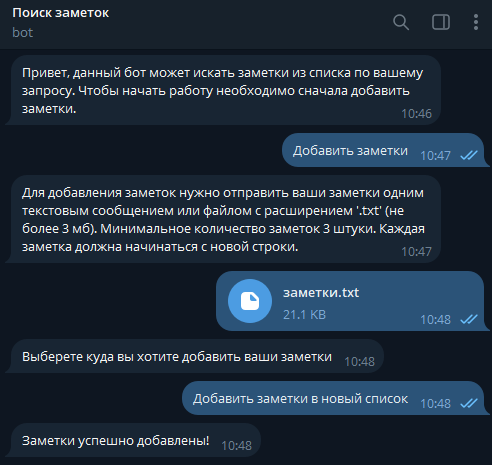 Поиск заметок
bot
Привет, данный бот может искать заметки из списка по вашему
запросу. Чтобы начать работу необходимо сначала добавить
заметки.
10:46
Добавить заметки 10:47
Для добавления заметок нужно отправить ваши заметки одним
текстовым сообщением или файлом с расширением '.txt' (не
более 3 мб). Минимальное количество заметок 3 штуки. Каждая
заметка должна начинаться с новой строки.
10:47
заметки.txt
21.1 KB
10:48
Выберете куда вы хотите добавить ваши заметки 10:48
Добавить заметки в новый список 10:48
Заметки успешно добавлены! 10:48